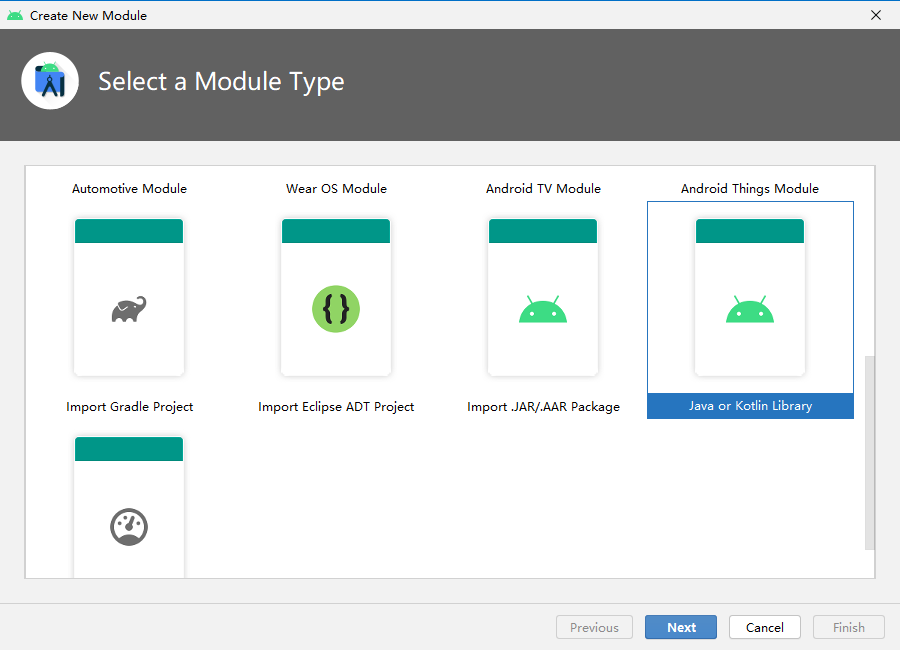 Create New Module
Select a Module Type
Automotive Module
Wear OS Module
Android TV Module
Android Things Module
{}
Import Gradle Project
Import Eclipse ADT Project
Import .JAR/.AAR Package
Java or Kotlin Library
Previous
Next
Cancel
Finish